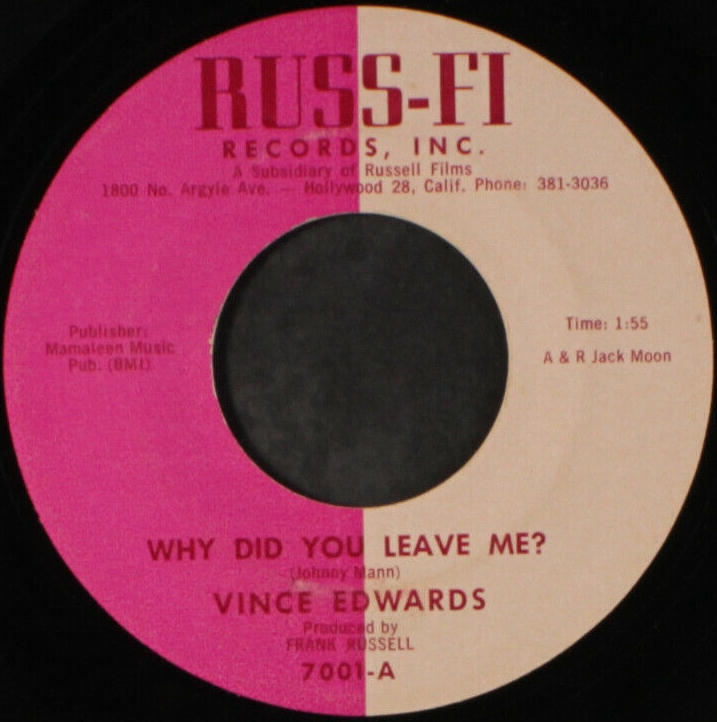 RUSS-FI
RECORDS, INC.
A Subsidiary of Russell Films
1800 No. Argyle Ave. — Hollywood 28, Calif. Phone: 381-3036
Publisher:
Mamaleen Music
Pub. (BMI)
Time: 1:55
A & R Jack Moon
WHY DID YOU LEAVE ME?
(Johnny Mann)
VINCE EDWARDS
Produced by
FRANK RUSSELL
7001-A